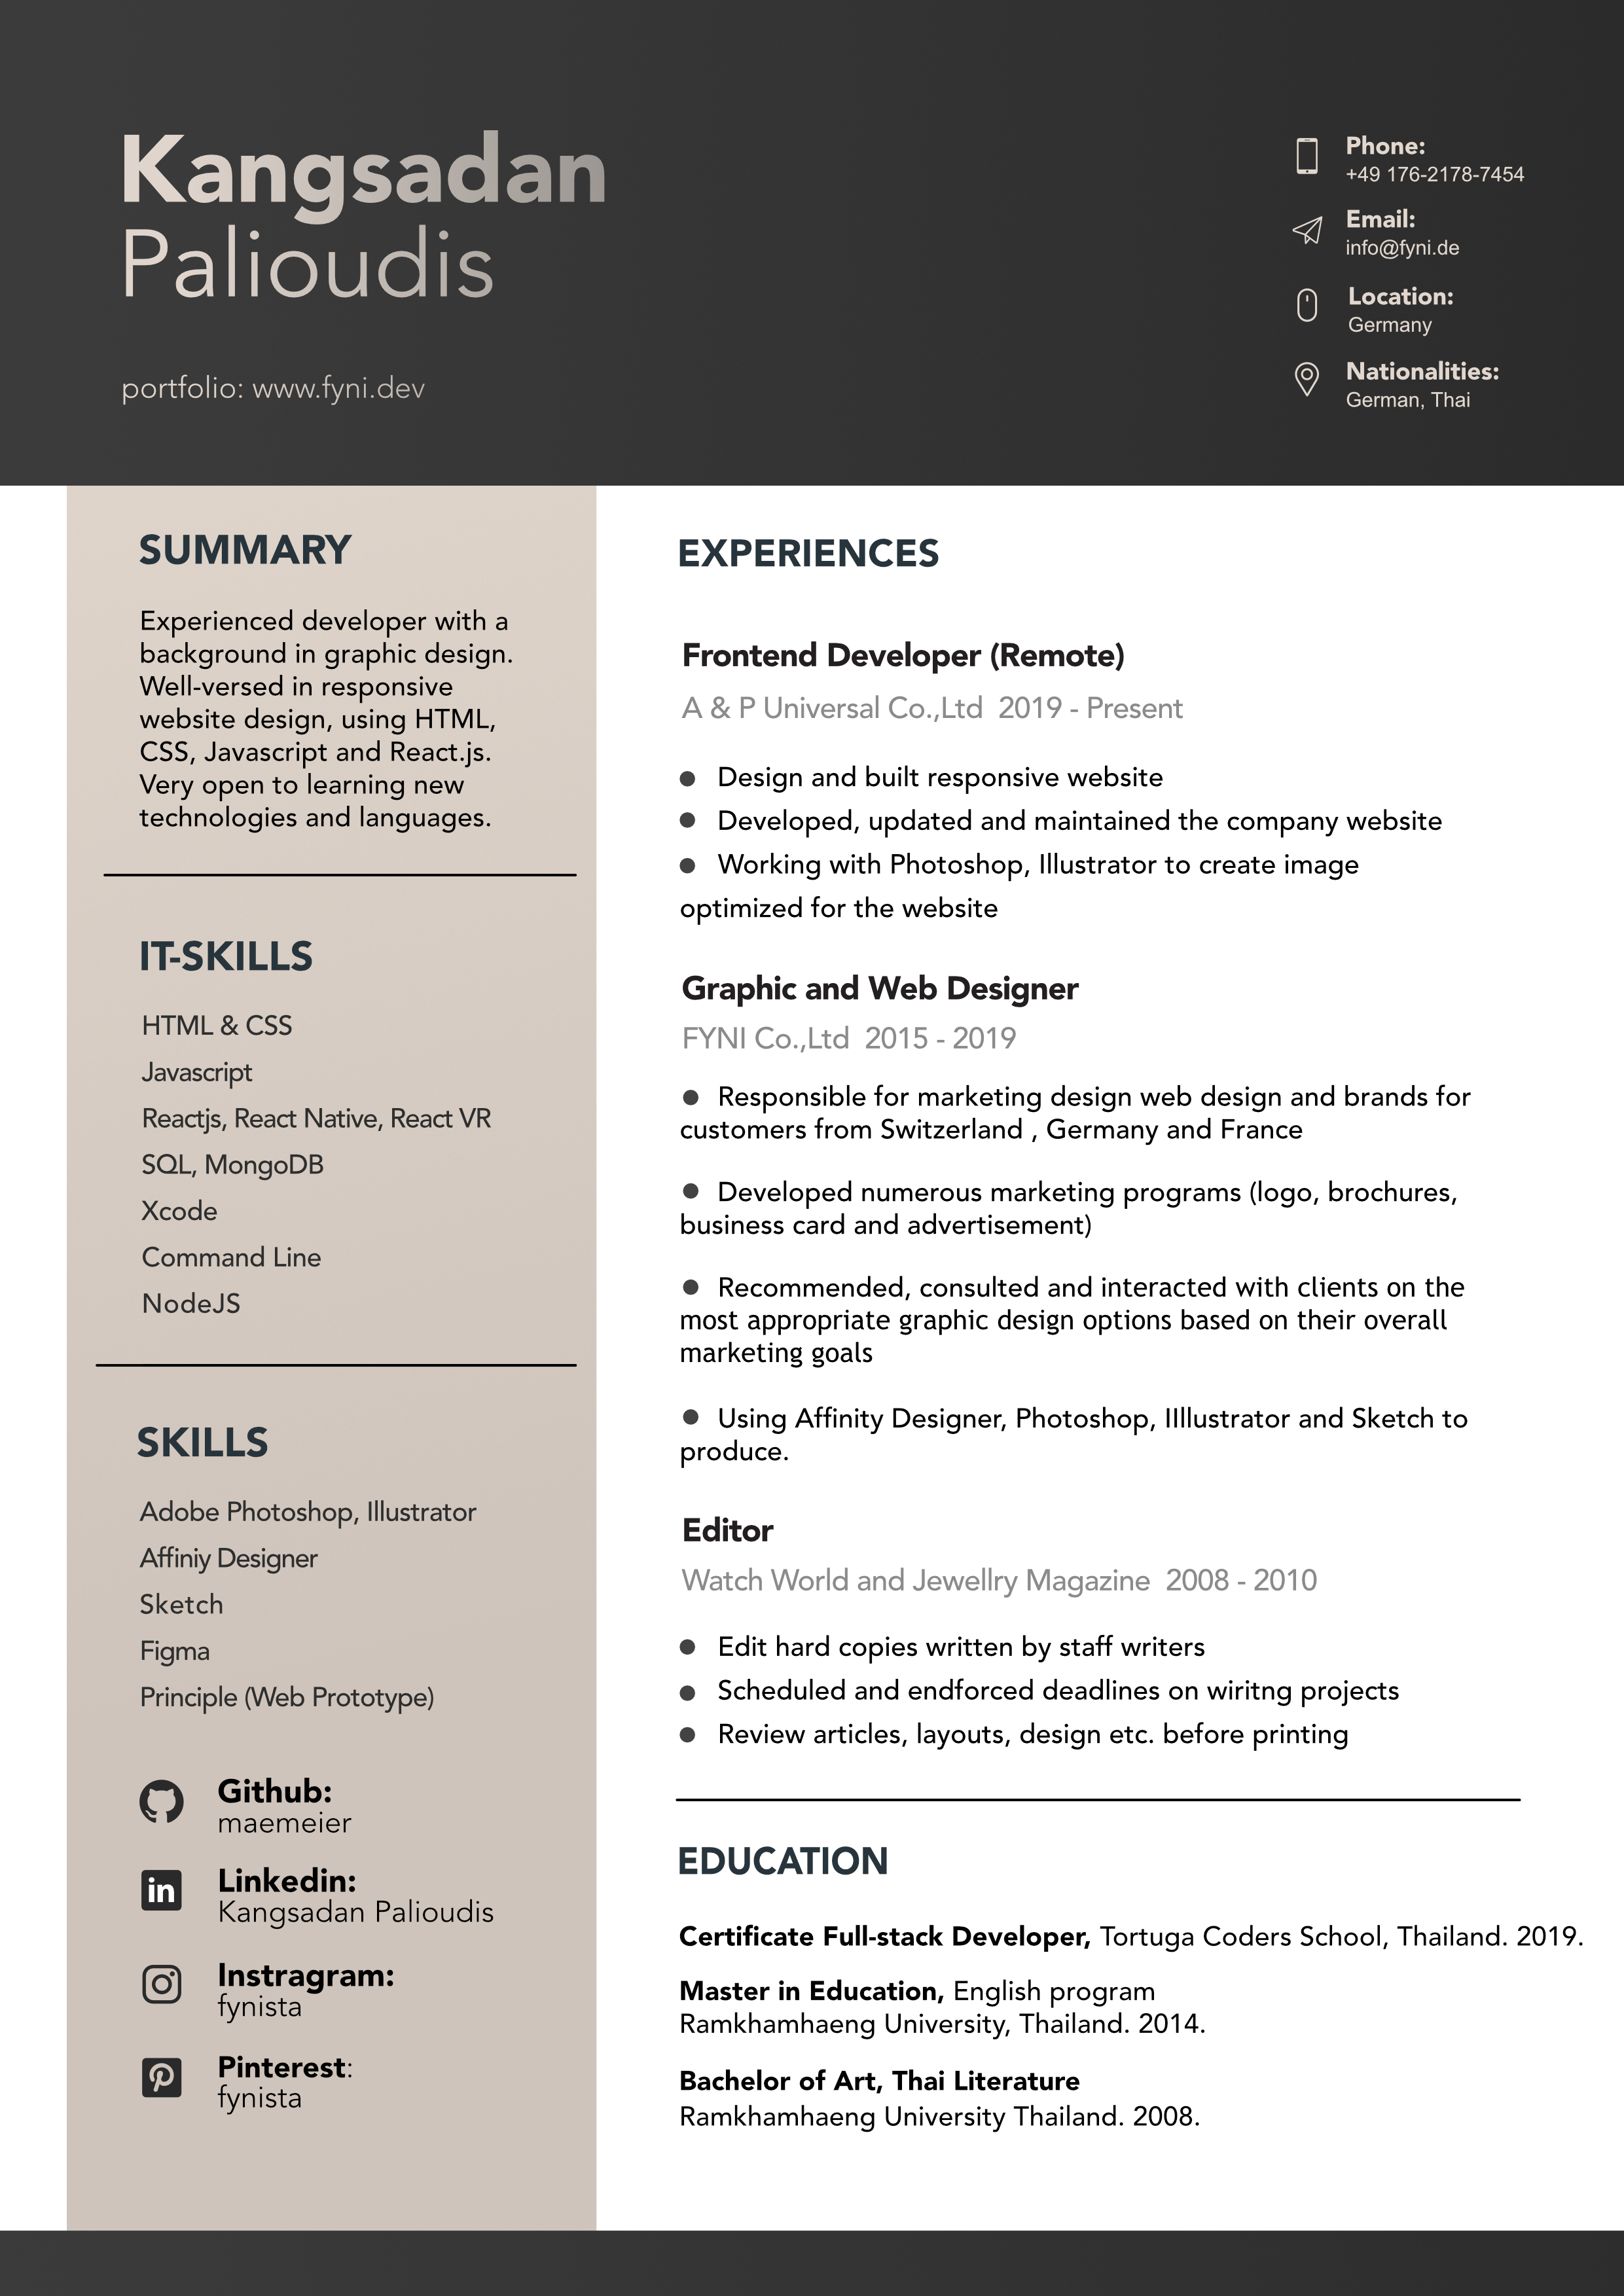 Kangsadan
Palioudis
portfolio: www.fyni.dev
Phone:
+49 176-2178-7454
Email:
info@fyni.de
Location:
Germany
Nationalities:
German, Thai
SUMMARY
Experienced developer with a
background in graphic design.
Well-versed in responsive
website design, using HTML,
CSS, Javascript and React.js.
Very open to learning new
technologies and languages.
IT-SKILLS
HTML & CSS
Javascript
Reactjs, React Native, React VR
SQL, MongoDB
Xcode
Command Line
NodeJS
SKILLS
Adobe Photoshop, Illustrator
Affiniy Designer
Sketch
Figma
Principle (Web Prototype)
Github:
maemeier
Linkedin:
Kangsadan Palioudis
Instragram:
fynista
Pinterest:
fynista
EXPERIENCES
Frontend Developer (Remote)
A & P Universal Co.,Ltd 2019 - Present
● Design and built responsive website
● Developed, updated and maintained the company website
● Working with Photoshop, Illustrator to create image
optimized for the website
Graphic and Web Designer
FYNI Co.,Ltd 2015 - 2019
● Responsible for marketing design web design and brands for
customers from Switzerland , Germany and France
● Developed numerous marketing programs (logo, brochures,
business card and advertisement)
● Recommended, consulted and interacted with clients on the
most appropriate graphic design options based on their overall
marketing goals
● Using Affinity Designer, Photoshop, IIllustrator and Sketch to
produce.
Editor
Watch World and Jewellry Magazine 2008 - 2010
● Edit hard copies written by staff writers
● Scheduled and endforced deadlines on wiritng projects
● Review articles, layouts, design etc. before printing
EDUCATION
Certificate Full-stack Developer, Tortuga Coders School, Thailand. 2019.
Master in Education, English program
Ramkhamhaeng University, Thailand. 2014.
Bachelor of Art, Thai Literature
Ramkhamhaeng University Thailand. 2008.